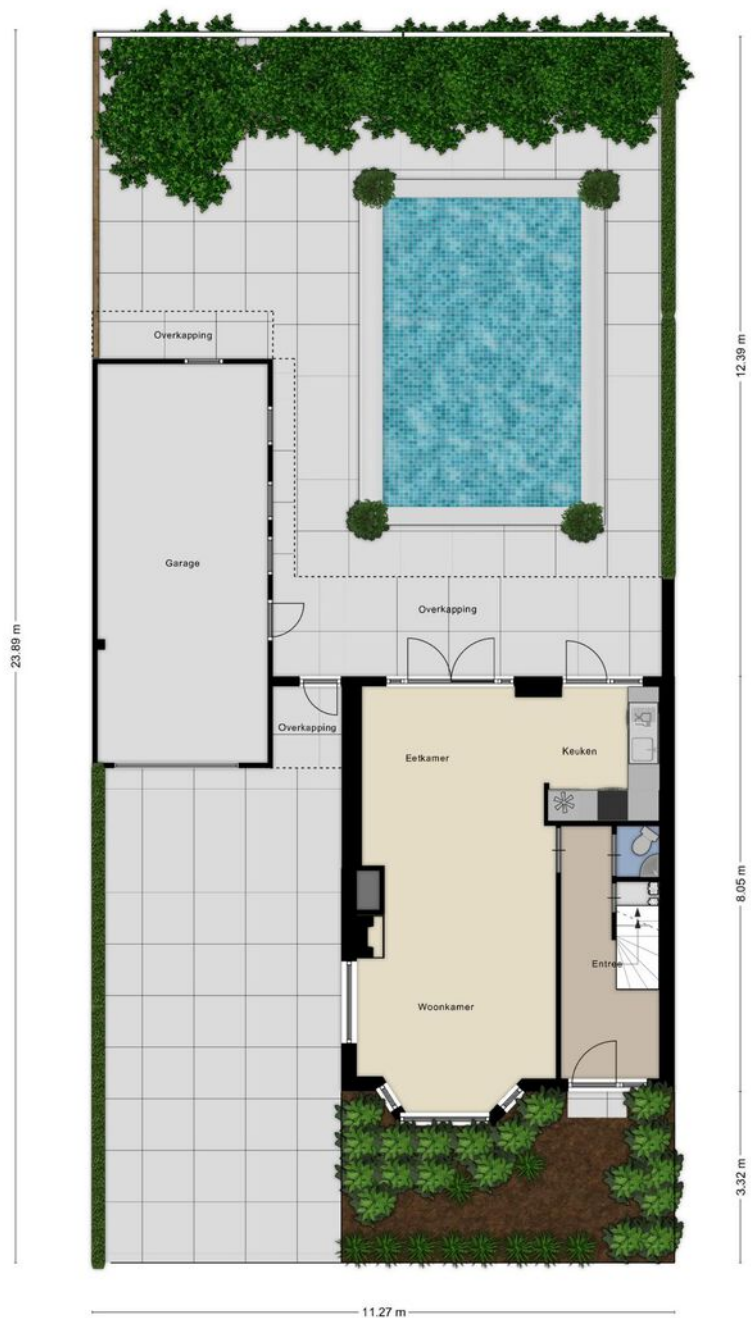 Overkapping
12.39 m
Garage
Overkapping
23.89 m
Overkapping
Eetkamer
Keuken
8.05 m
Entree
Woonkamer
3.32 m
11.27 m